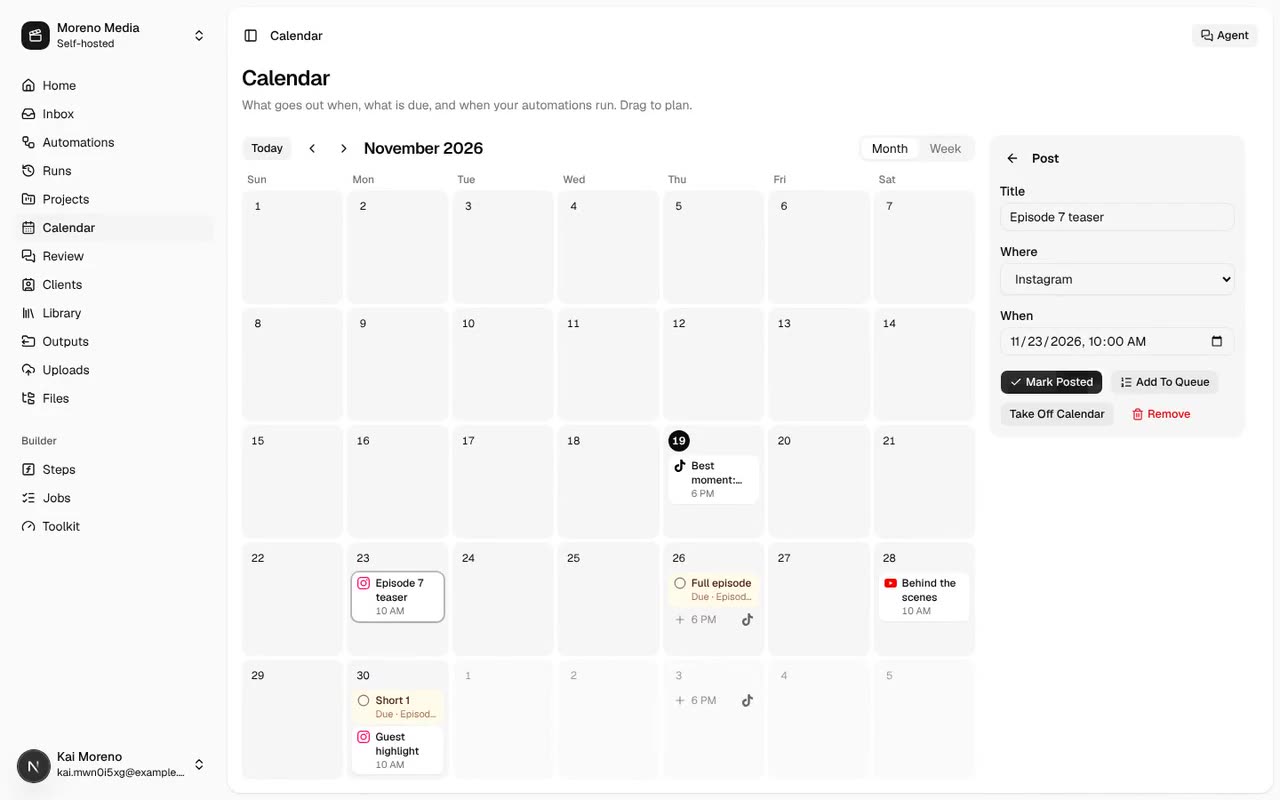 Moreno Media
Self-hosted
Home
Inbox
Automations
Runs
Projects
Calendar
Review
Clients
Library
Outputs
Uploads
Files
Builder
Steps
Jobs
Toolkit
N
Kai Moreno
kai.mwn0i5xg@example....
Calendar
Agent
Calendar
What goes out when, what is due, and when your automations run. Drag to plan.
Today
November 2026
Month Week
Sun Mon Tue Wed Thu Fri Sat
1 2 3 4 5 6 7
8 9 10 11 12 13 14
15 16 17 18 19 20 21
Best
moment:...
6 PM
22 23 24 25 26 27 28
Episode 7
teaser
10 AM
Full episode
Due · Episod...
+ 6 PM
Behind the
scenes
10 AM
29 30 1 2 3 4 5
Short 1
Due · Episod...
Guest
highlight
10 AM
+ 6 PM
Post
Title
Episode 7 teaser
Where
Instagram
When
11/23/2026, 10:00 AM
Mark Posted
Add To Queue
Take Off Calendar
Remove